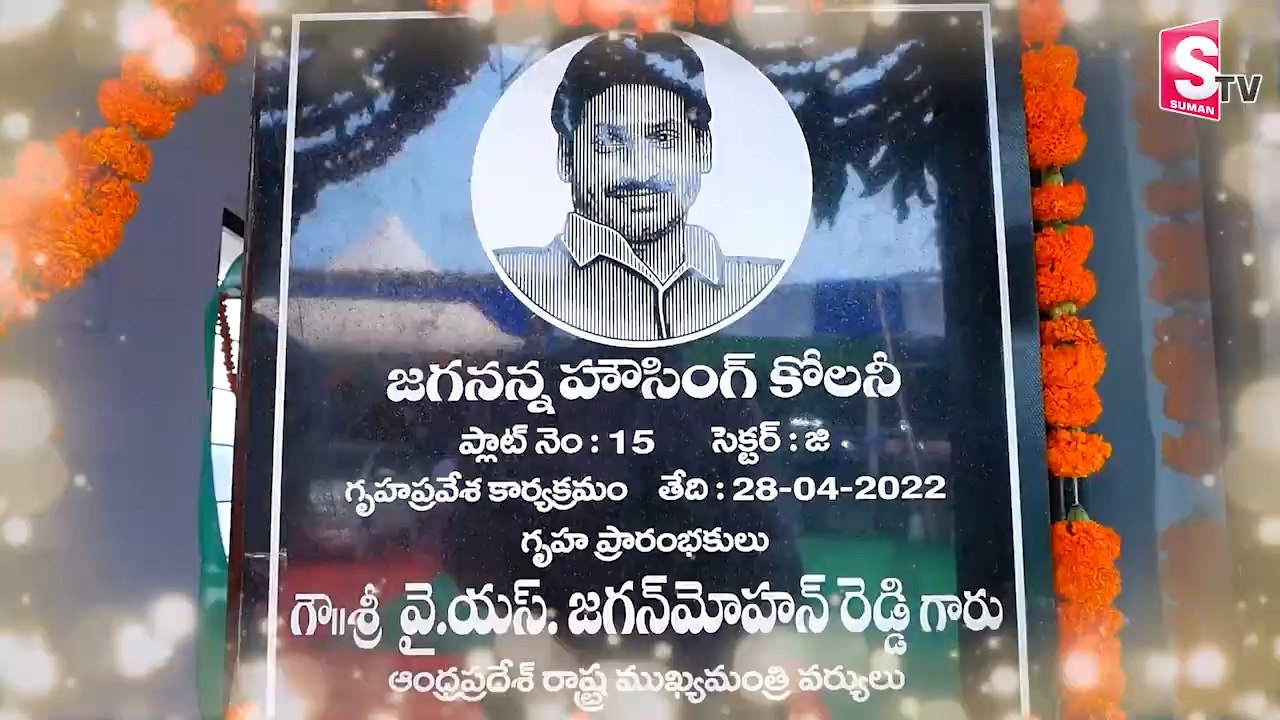 S
TV
SUMAN
జగనన్న హౌసింగ్ కోలనీ
ప్లాట్ నెం : 15 సెక్టర్ : జి
గృహప్రవేశ కార్యక్రమం తేది : 28-04-2022
గృహ ప్రారంభకులు
గౌ||శ్రీ వై.యస్. జగన్‌మోహన్ రెడ్డి గారు
ఆంధ్రప్రదేశ్ రాష్ట్ర ముఖ్యమంత్రి వర్యులు